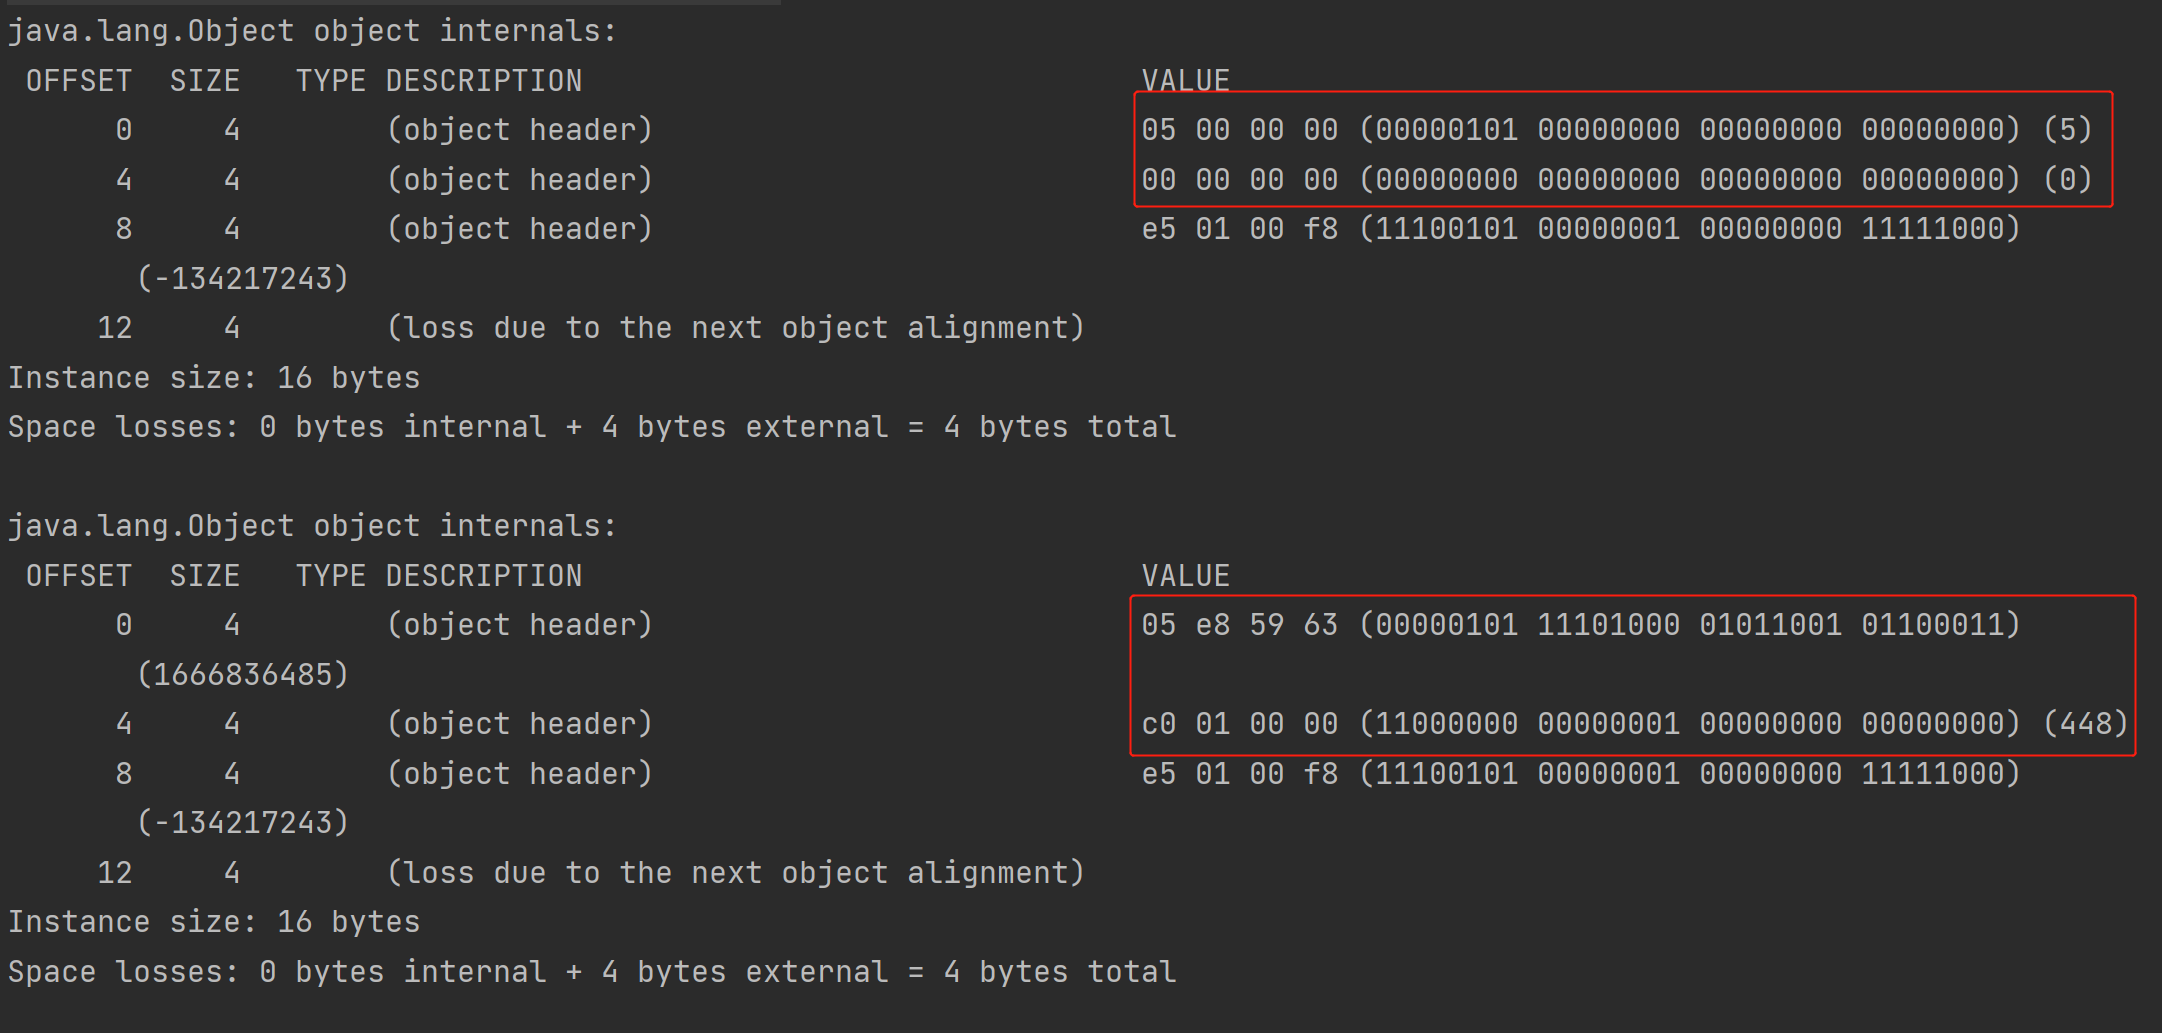 java.lang.Object object internals:
 OFFSET  SIZE   TYPE DESCRIPTION                               VALUE
      0     4        (object header)                           05 00 00 00 (00000101 00000000 00000000 00000000) (5)
      4     4        (object header)                           00 00 00 00 (00000000 00000000 00000000 00000000) (0)
      8     4        (object header)                           e5 01 00 f8 (11100101 00000001 00000000 11111000)
       (-134217243)
     12     4        (loss due to the next object alignment)
Instance size: 16 bytes
Space losses: 0 bytes internal + 4 bytes external = 4 bytes total

java.lang.Object object internals:
 OFFSET  SIZE   TYPE DESCRIPTION                               VALUE
      0     4        (object header)                           05 e8 59 63 (00000101 11101000 01011001 01100011)
       (1666836485)
      4     4        (object header)                           c0 01 00 00 (11000000 00000001 00000000 00000000) (448)
      8     4        (object header)                           e5 01 00 f8 (11100101 00000001 00000000 11111000)
       (-134217243)
     12     4        (loss due to the next object alignment)
Instance size: 16 bytes
Space losses: 0 bytes internal + 4 bytes external = 4 bytes total